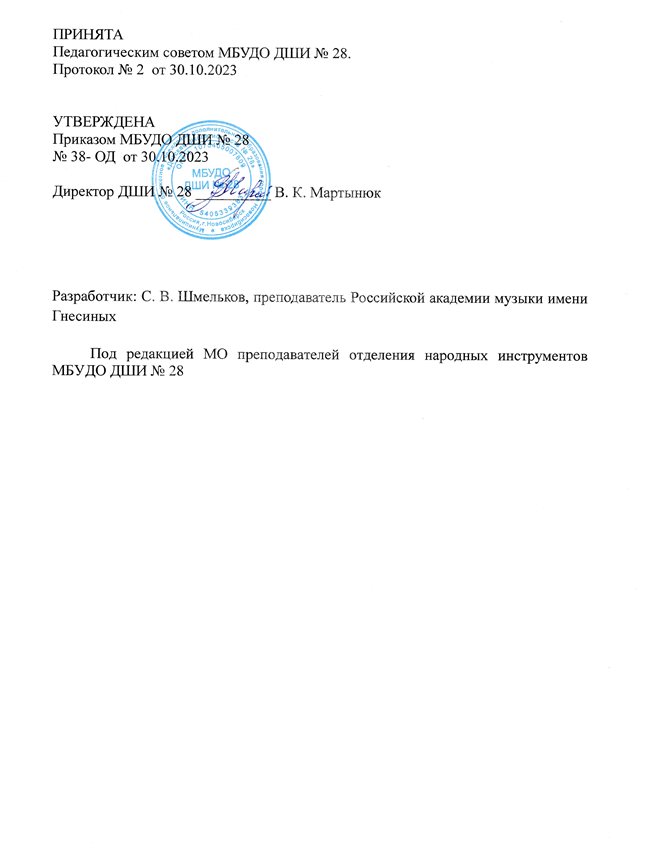 ПРИНЯТА
Педагогическим советом МБУДО ДШИ № 28.
Протокол № 2 от 30.10.2023
УТВЕРЖДЕНА
Приказом МБУДО ДШИ № 28
№ 38- ОД от 30.10.2023
МБУДО
Директор ДШИ № 28 __________ В. К. Мартынюк
Разработчик: С. В. Шмельков, преподаватель Российской академии музыки имени
Гнесиных
Под редакцией МО преподавателей отделения народных инструментов
МБУДО ДШИ № 28